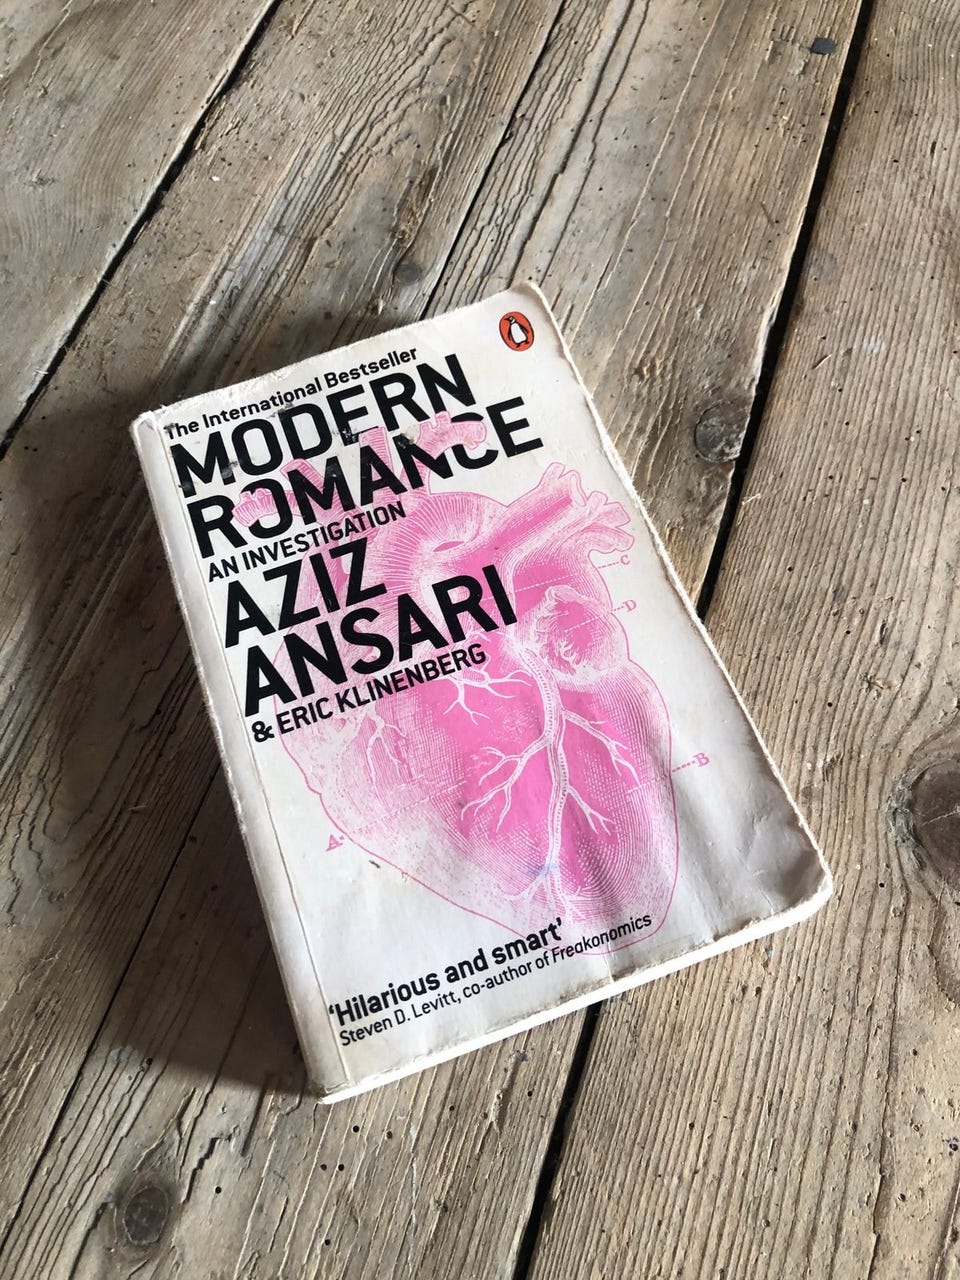 The International Bestseller
MODERN
ROMANCE
AN INVESTIGATION
AZIZ
ANSARI
& ERIC KLINENBERG
C
D
B
A
‘Hilarious and smart’
Steven D. Levitt, co-author of Freakonomics